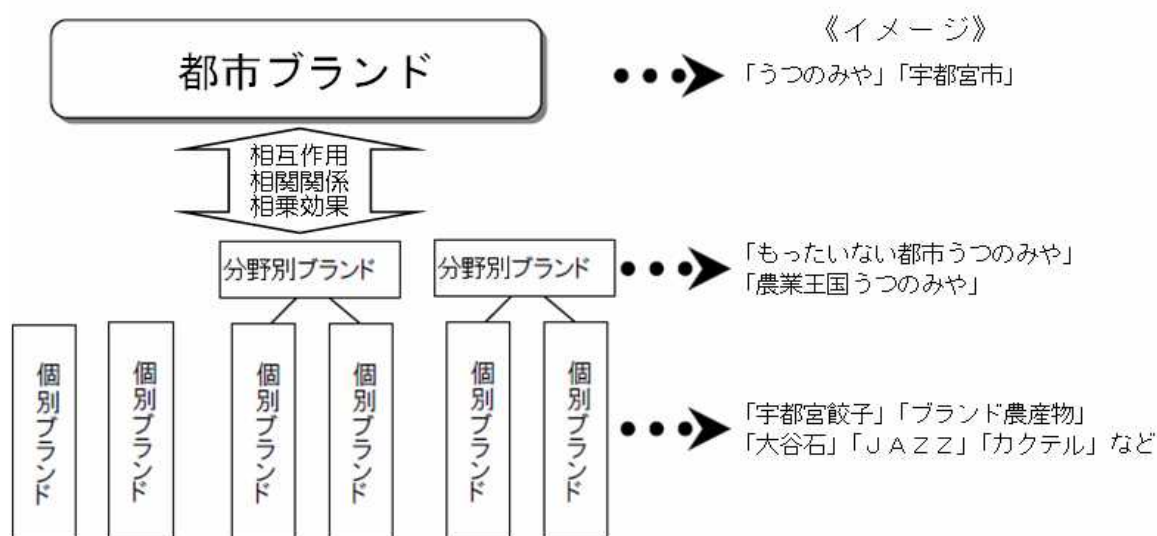 《イメージ》
都市ブランド
「うつのみや」「宇都宮市」
相互作用
相関関係
相乗効果
分野別ブランド
分野別ブランド
「もったいない都市うつのみや」
「農業王国うつのみや」
個別ブランド
個別ブランド
個別ブランド
個別ブランド
個別ブランド
個別ブランド
「宇都宮餃子」「ブランド農産物」
「大谷石」「ＪＡＺＺ」「カクテル」など